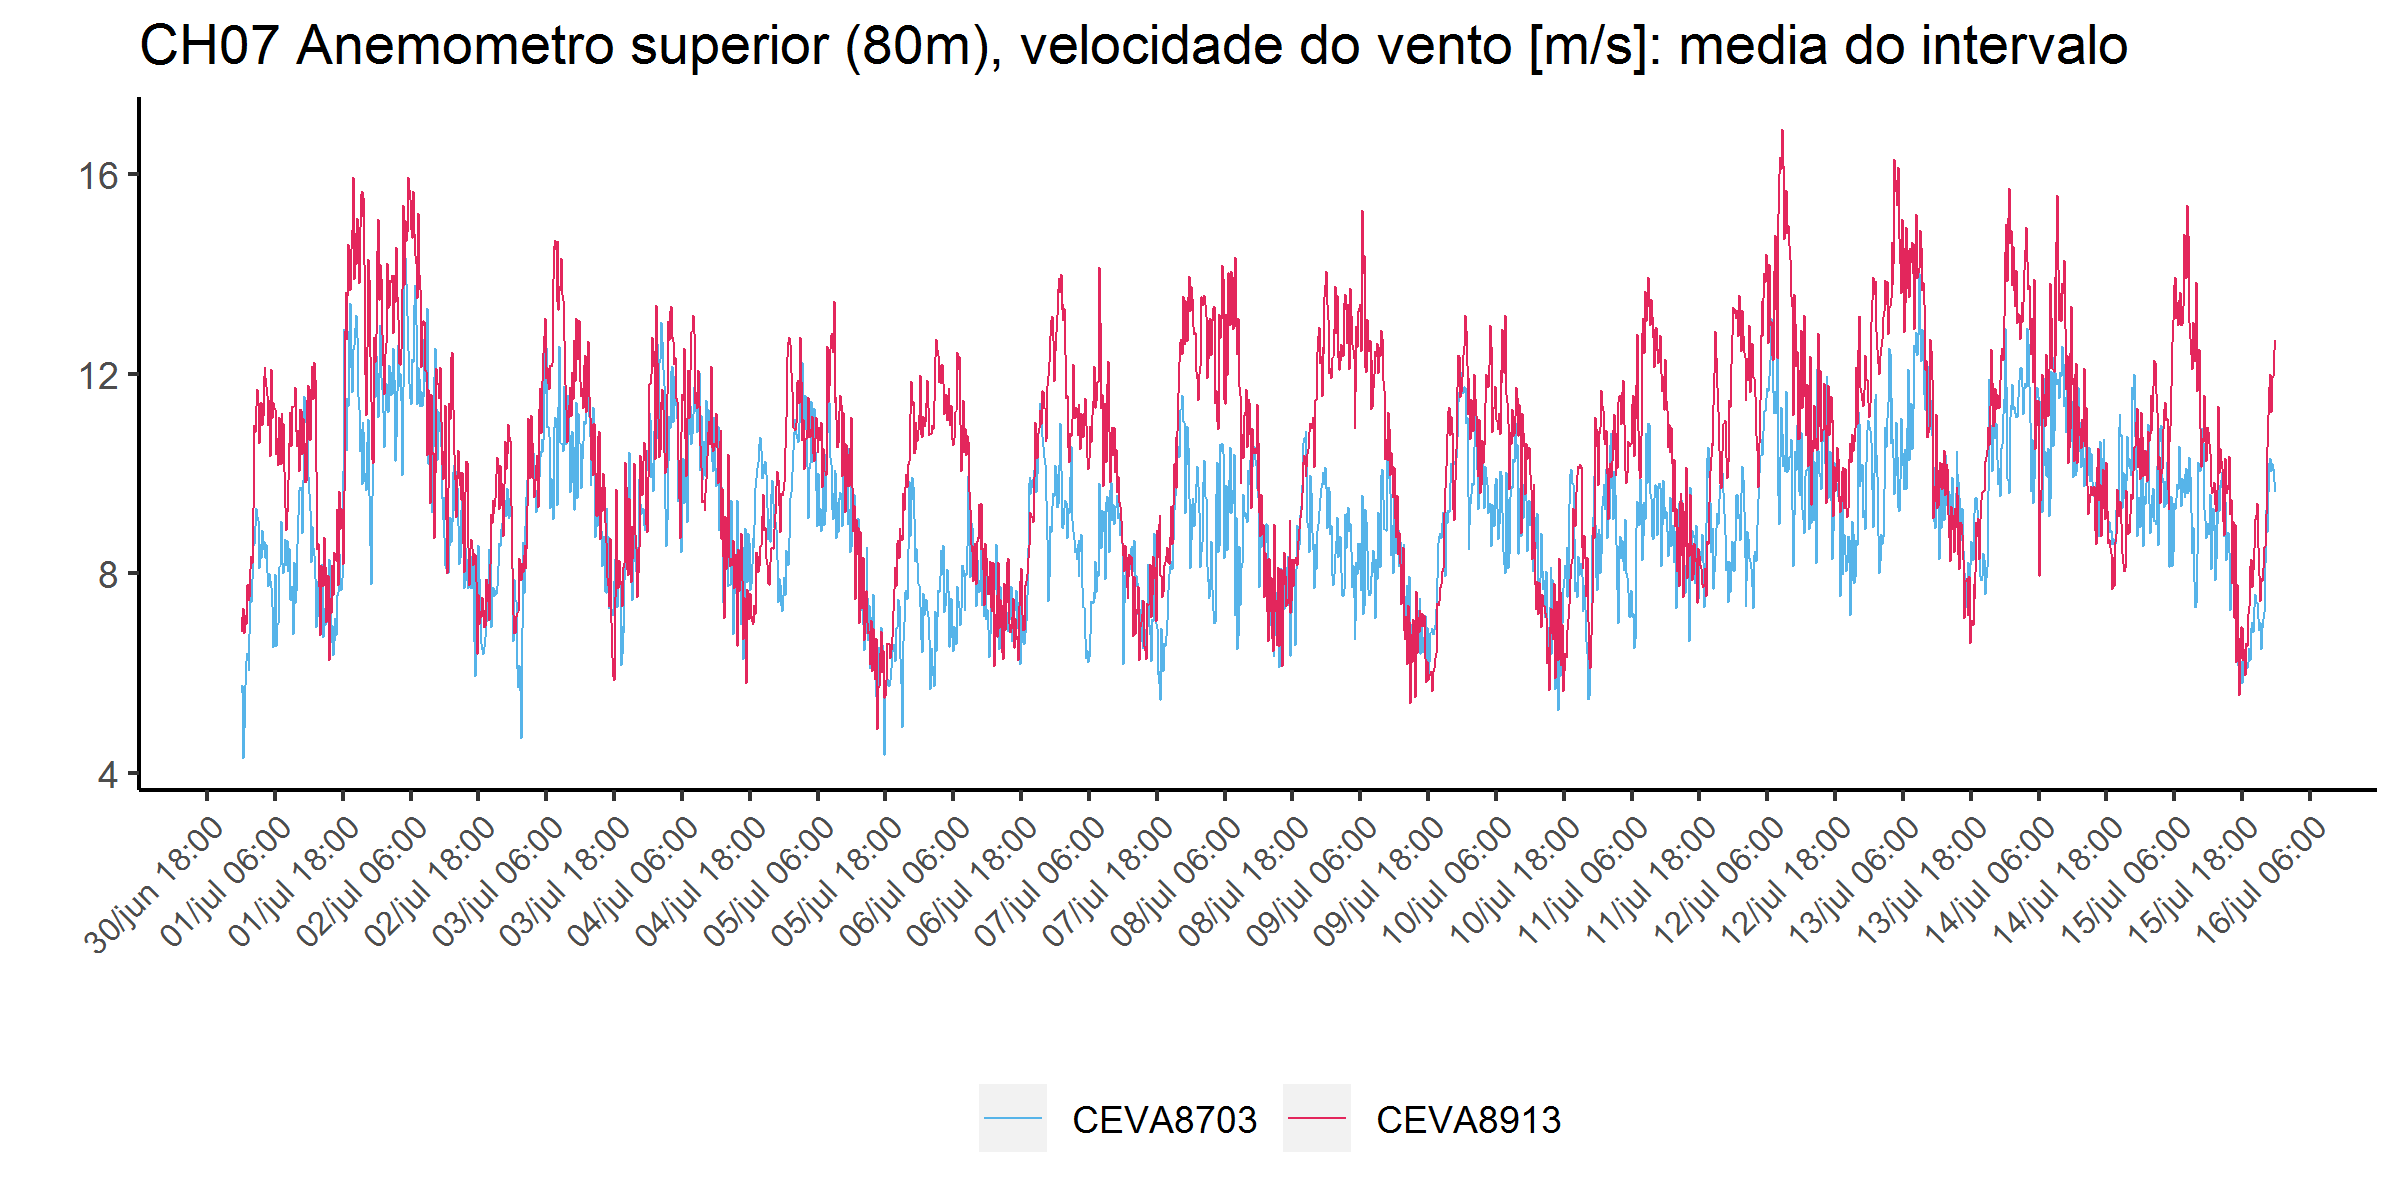 CH07 Anemometro superior (80m), velocidade do vento [m/s]: media do intervalo
16
12
8
4
30/jun 18:00
01/jul 06:00
01/jul 18:00
02/jul 06:00
02/jul 18:00
03/jul 06:00
03/jul 18:00
04/jul 06:00
04/jul 18:00
05/jul 06:00
05/jul 18:00
06/jul 06:00
06/jul 18:00
07/jul 06:00
07/jul 18:00
08/jul 06:00
08/jul 18:00
09/jul 06:00
09/jul 18:00
10/jul 06:00
10/jul 18:00
11/jul 06:00
11/jul 18:00
12/jul 06:00
12/jul 18:00
13/jul 06:00
13/jul 18:00
14/jul 06:00
14/jul 18:00
15/jul 06:00
15/jul 18:00
16/jul 06:00
CEVA8703
CEVA8913